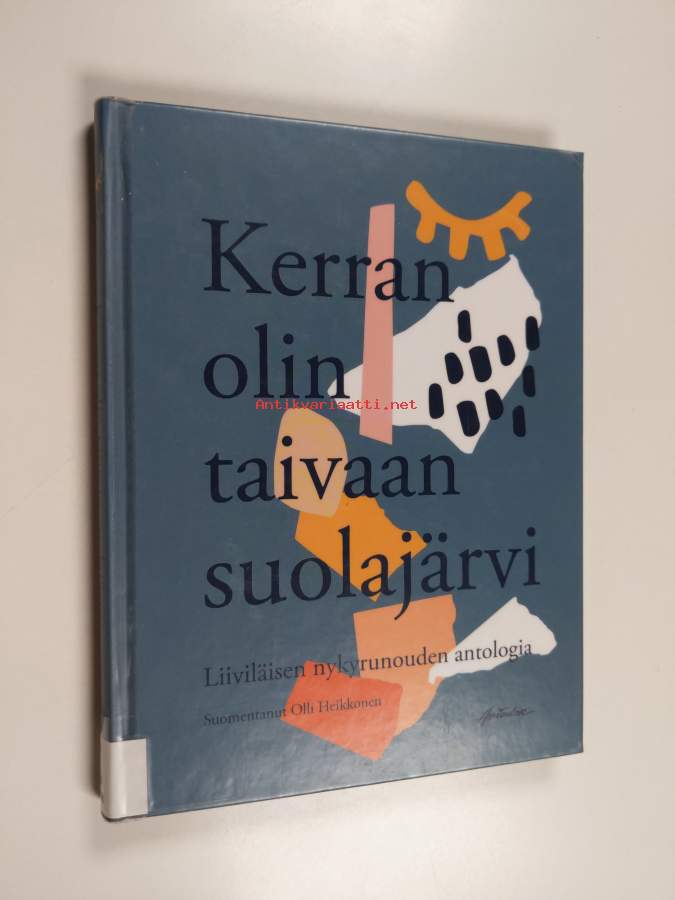 Kerran
olin
Antikvariaatti.net
taivaan
suolajärvi
Liiviläisen nykyrunouden antologia
Suomentanut Olli Heikkonen